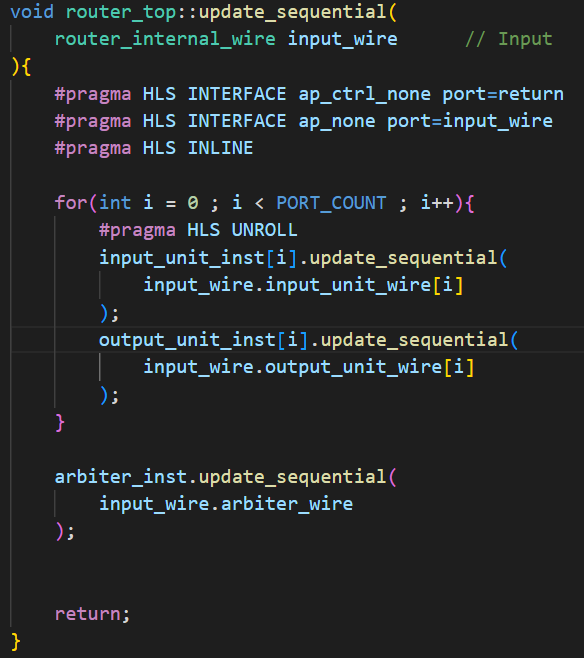 void router_top::update_sequential(
    router_internal_wire input_wire      // Input
){
    #pragma HLS INTERFACE ap_ctrl_none port=return
    #pragma HLS INTERFACE ap_none port=input_wire
    #pragma HLS INLINE

    for(int i = 0 ; i < PORT_COUNT ; i++){
        #pragma HLS UNROLL
        input_unit_inst[i].update_sequential(
            input_wire.input_unit_wire[i]
        );
        output_unit_inst[i].update_sequential(
            input_wire.output_unit_wire[i]
        );
    }

    arbiter_inst.update_sequential(
        input_wire.arbiter_wire
    );


    return;
}